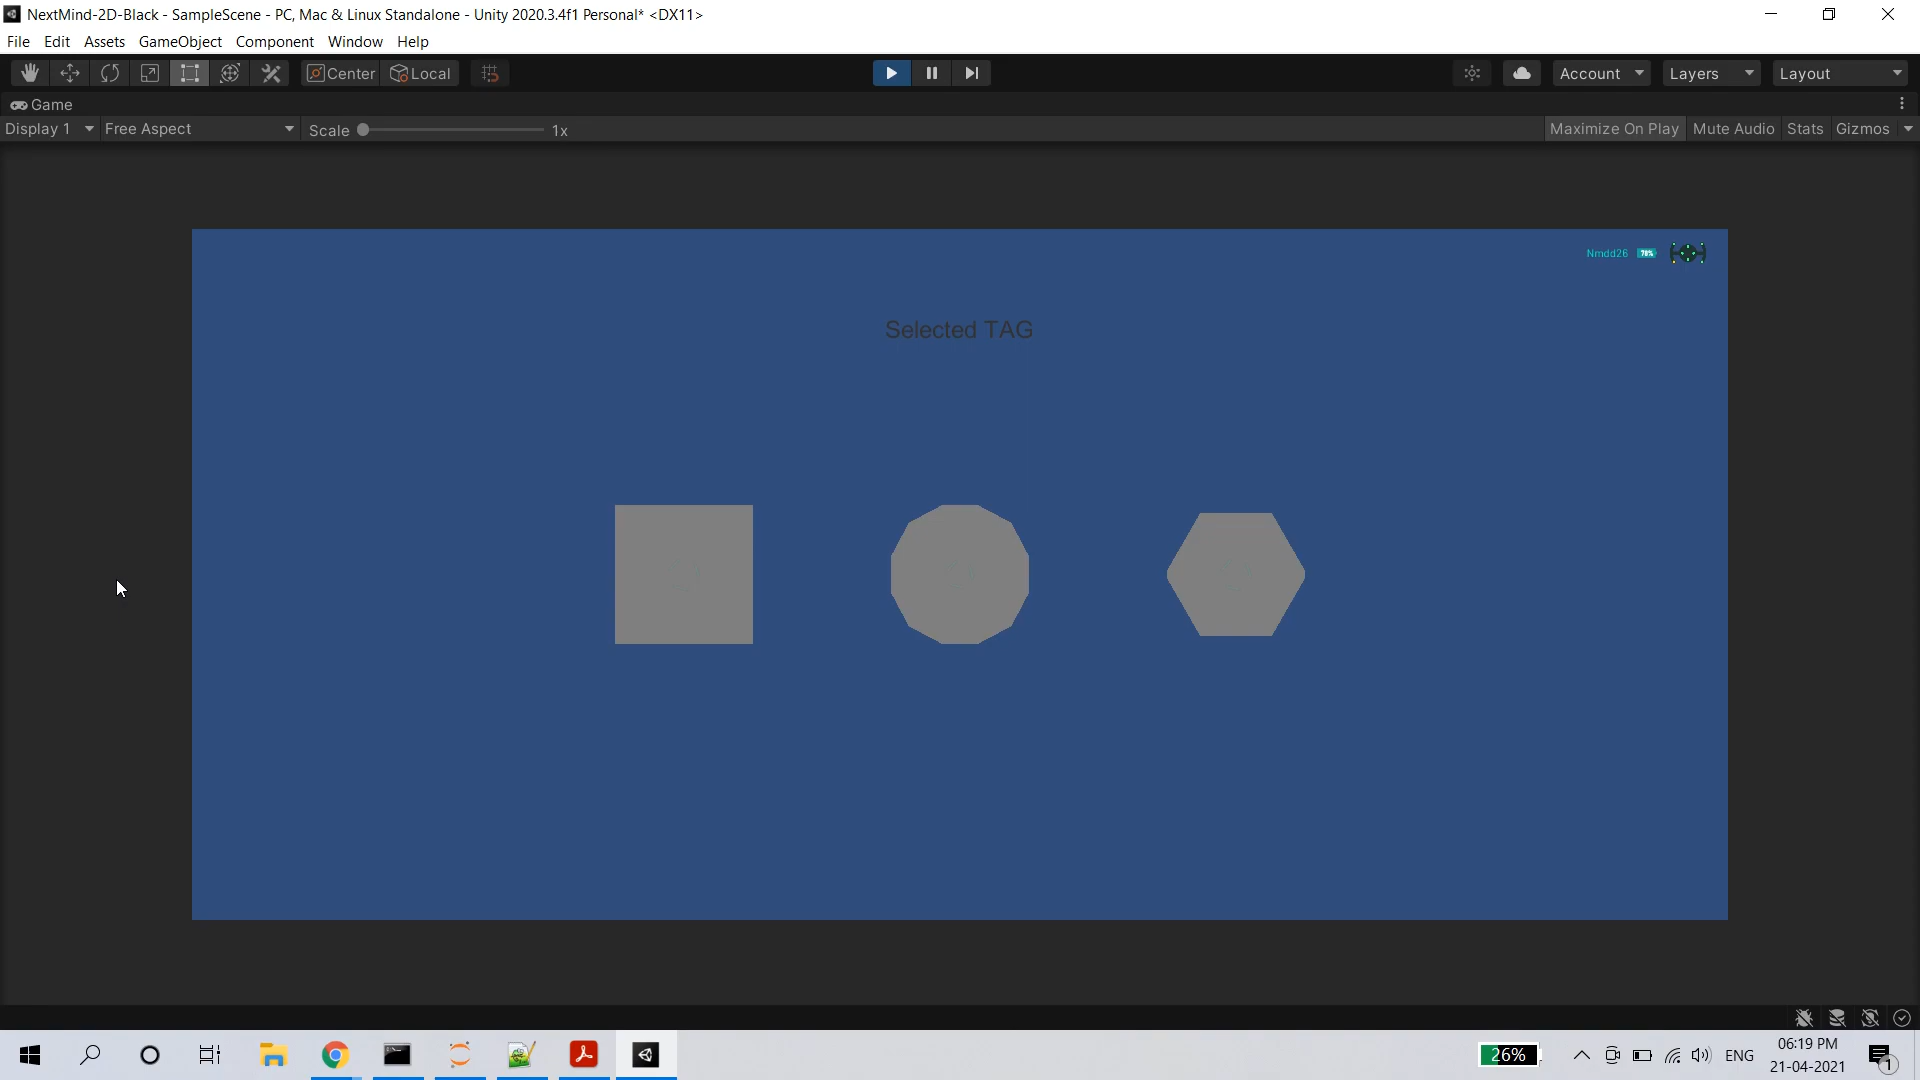 NextMind-2D-Black - SampleScene - PC, Mac & Linux Standalone - Unity 2020.3.4f1 Personal* <DX11>
File Edit Assets GameObject Component Window Help
Center Local Account Layers Layout
Game
Display 1 Free Aspect Scale 1x Maximize On Play Mute Audio Stats Gizmos
Nmdd26 78%
Selected TAG
26% ENG 06:19 PM
21-04-2021
1